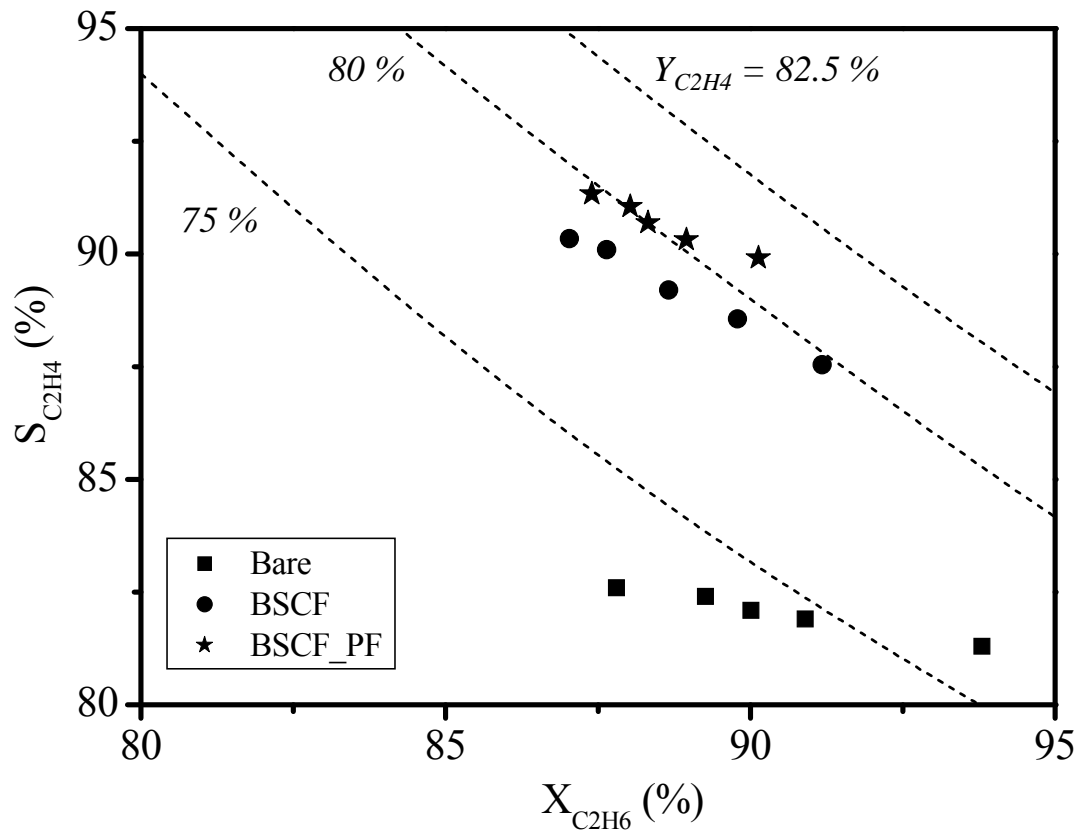 95
80 %
Y_C2H4 = 82.5 %
75 %
90
S_C2H4 (%)
85
Bare
BSCF
BSCF_PF
80
80 85 90 95
X_C2H6 (%)